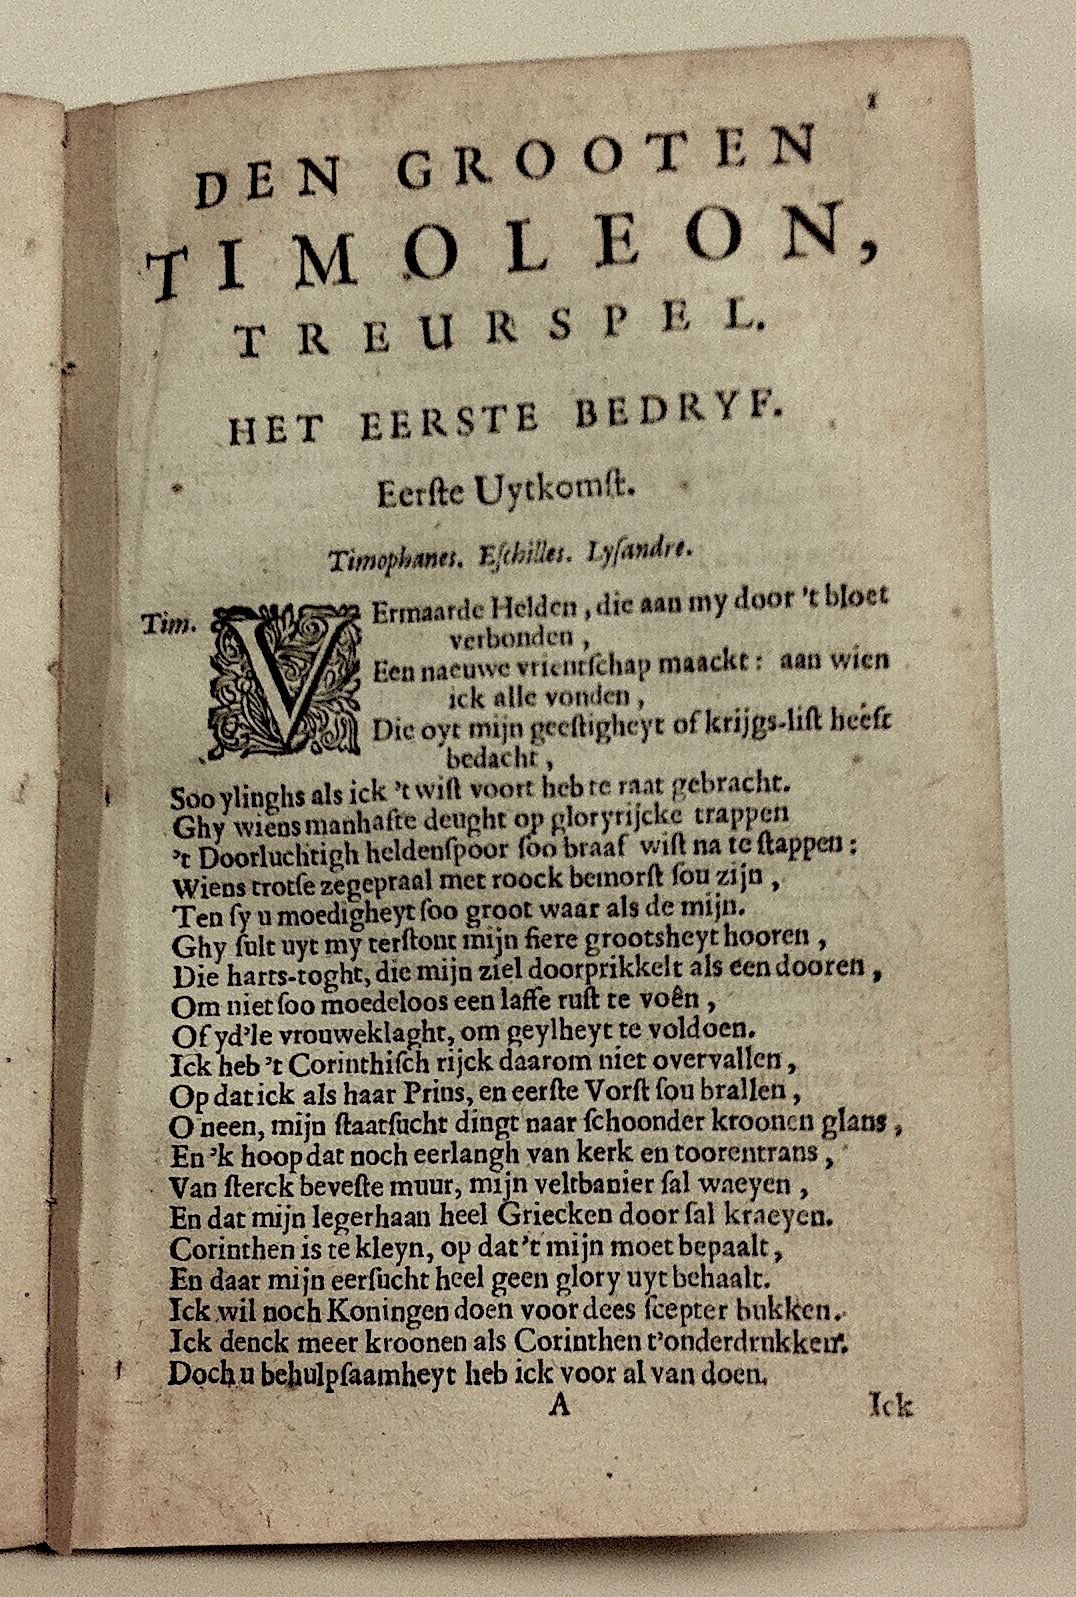 1
DEN GROOTEN
TIMOLEON,
TREURSPEL.
HET EERSTE BEDRYF.
Eerſte Uytkomſt.
Timophanes. Eſchilles. Lyſandre.
Tim. VErmaarde Helden, die aan my door 't bloet
verbonden,
Een naeuwe vrientſchap maackt: aan wien
ick alle vonden,
Die oyt mijn geeſtigheyt of krijgs-liſt heeft
bedacht,
Soo ylinghs als ick 't wiſt voort heb te raat gebracht.
Ghy wiens manhafte deught op gloryrijcke trappen
't Doorluchtigh heldenſpoor ſoo braaf wiſt na te ſtappen:
Wiens trotſe zegepraal met roock bemorſt ſou zijn,
Ten ſy u moedigheyt ſoo groot waar als de mijn.
Ghy ſult uyt my terſtont mijn fiere grootsheyt hooren,
Die harts-toght, die mijn ziel doorprikkelt als een dooren,
Om niet ſoo moedeloos een laffe ruſt te voên,
Of yd'le vrouweklaght, om geylheyt te voldoen.
Ick heb 't Corinthiſch rijck daarom niet overvallen,
Op dat ick als haar Prins, en eerſte Vorſt ſou brallen,
O neen, mijn ſtaatſucht dingt naar ſchoonder kroonen glans,
En 'k hoop dat noch eerlangh van kerk en toorentrans,
Van ſterck beveſte muur, mijn veltbanier ſal waeyen,
En dat mijn legerhaan heel Griecken door ſal kraeyen.
Corinthen is te kleyn, op dat 't mijn moet bepaalt,
En daar mijn eerſucht heel geen glory uyt behaalt.
Ick wil noch Koningen doen voor dees ſcepter bukken.
Ick denck meer kroonen als Corinthen t'onderdrukken.
Doch u behulpſaamheyt heb ick voor al van doen.
A
Ick